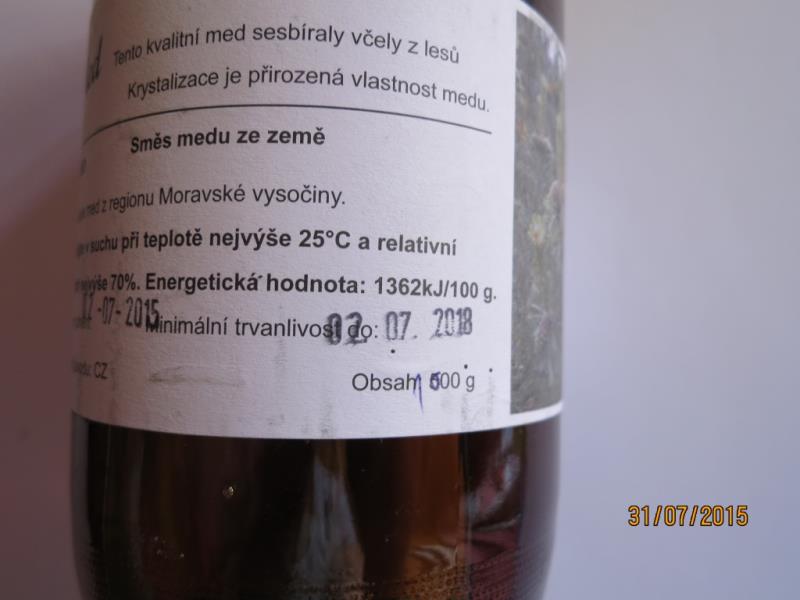 Tento kvalitní med sesbíraly včely z lesů
Krystalizace je přirozená vlastnost medu.
Směs medu ze země
med z regionu Moravské vysočiny.
v suchu při teplotě nejvýše 25°C a relativní
nejvýše 70%. Energetická hodnota: 1362kJ/100 g.
-07-2015 Minimální trvanlivost do: 02. 07. 2018
CZ
Obsah 500 g
31/07/2015